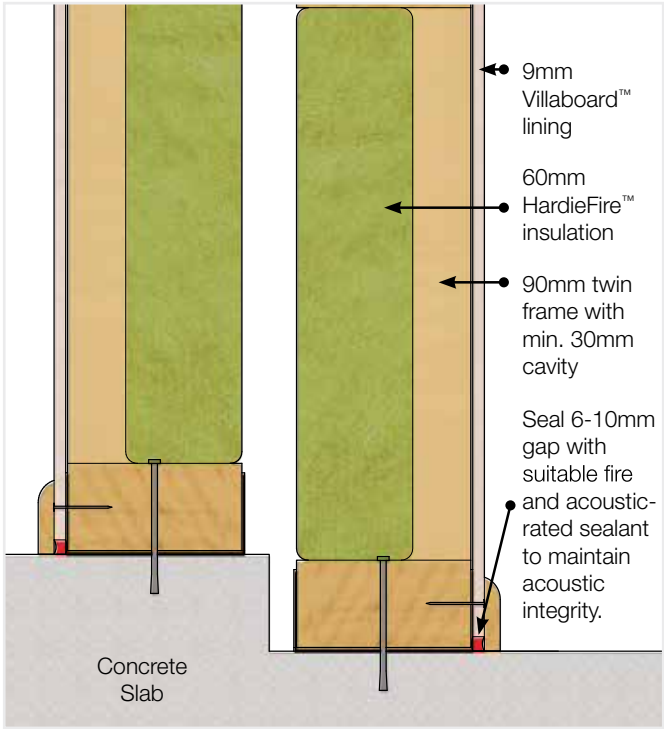 9mm
Villaboard™
lining
60mm
HardieFire™
insulation
90mm twin
frame with
min. 30mm
cavity
Seal 6-10mm
gap with
suitable fire
and acoustic-
rated sealant
to maintain
acoustic
integrity.
Concrete
Slab